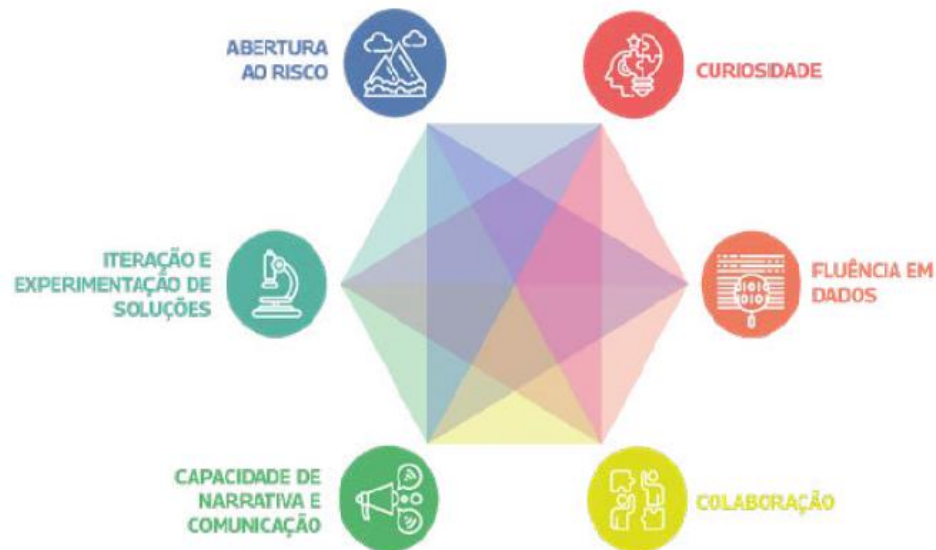 ABERTURA
AO RISCO
CURIOSIDADE
ITERAÇÃO E
EXPERIMENTAÇÃO DE
SOLUÇÕES
FLUÊNCIA EM
DADOS
CAPACIDADE DE
NARRATIVA E
COMUNICAÇÃO
COLABORAÇÃO